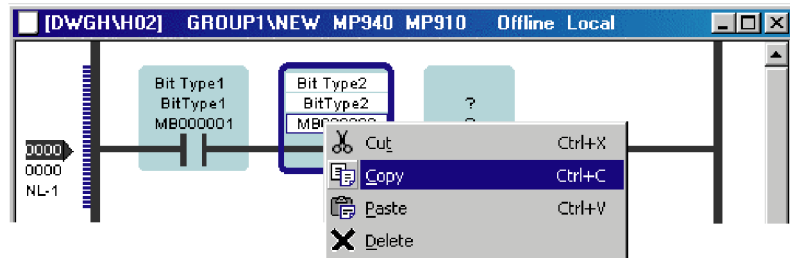 [DWGH\H02] GROUP1\NEW MP940 MP910 Offline Local
Bit Type1
BitType1
MB000001
Bit Type2
BitType2
?
0000
0000
NL-1
Cut Ctrl+X
Copy Ctrl+C
Paste Ctrl+V
Delete